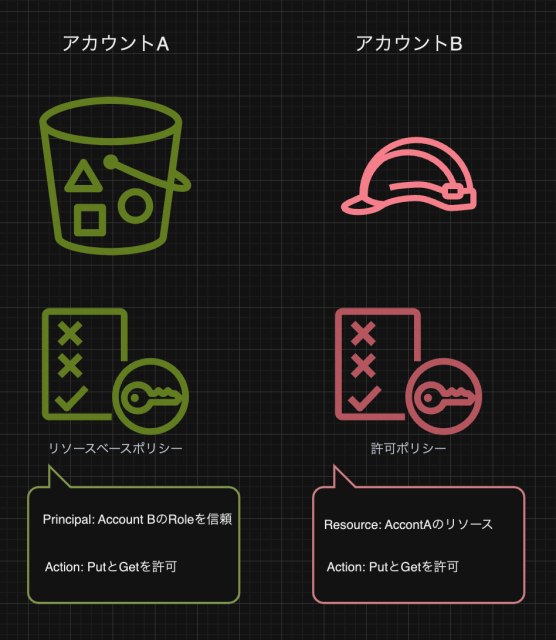 アカウントA
アカウントB
リソースベースポリシー
許可ポリシー
Principal: Account BのRoleを信頼
Action: PutとGetを許可
Resource: AccontAのリソース
Action: PutとGetを許可